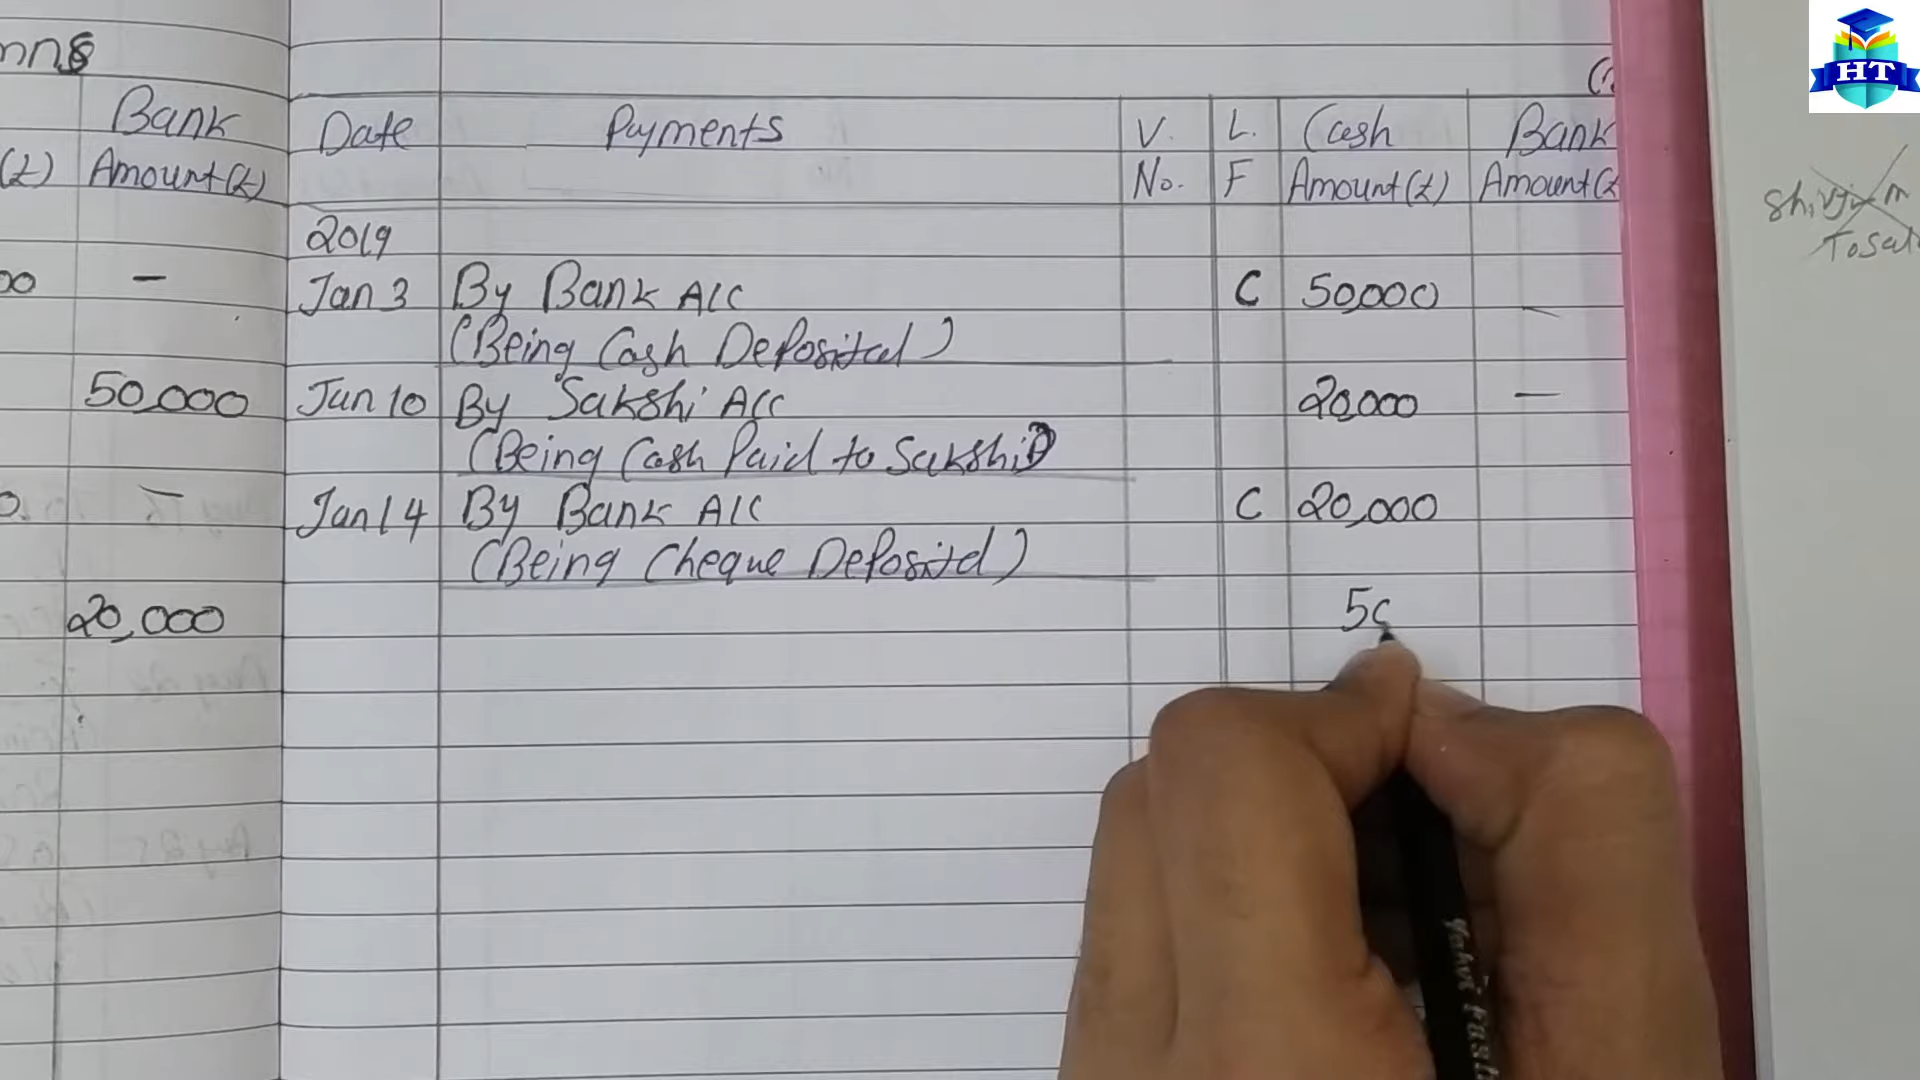 Bank
Amount(₹)
—
50,000
—
20,000
Date Payments V. L. Cash Bank
No. F Amount(₹) Amount(₹
2019
Jan 3 By Bank A/C C 50,000 —
(Being Cash Deposited)
Jan 10 By Sakshi A/C 20,000 —
(Being Cash Paid to Sakshi)
Jan 14 By Bank A/C C 20,000
(Being Cheque Deposited)
50
HT